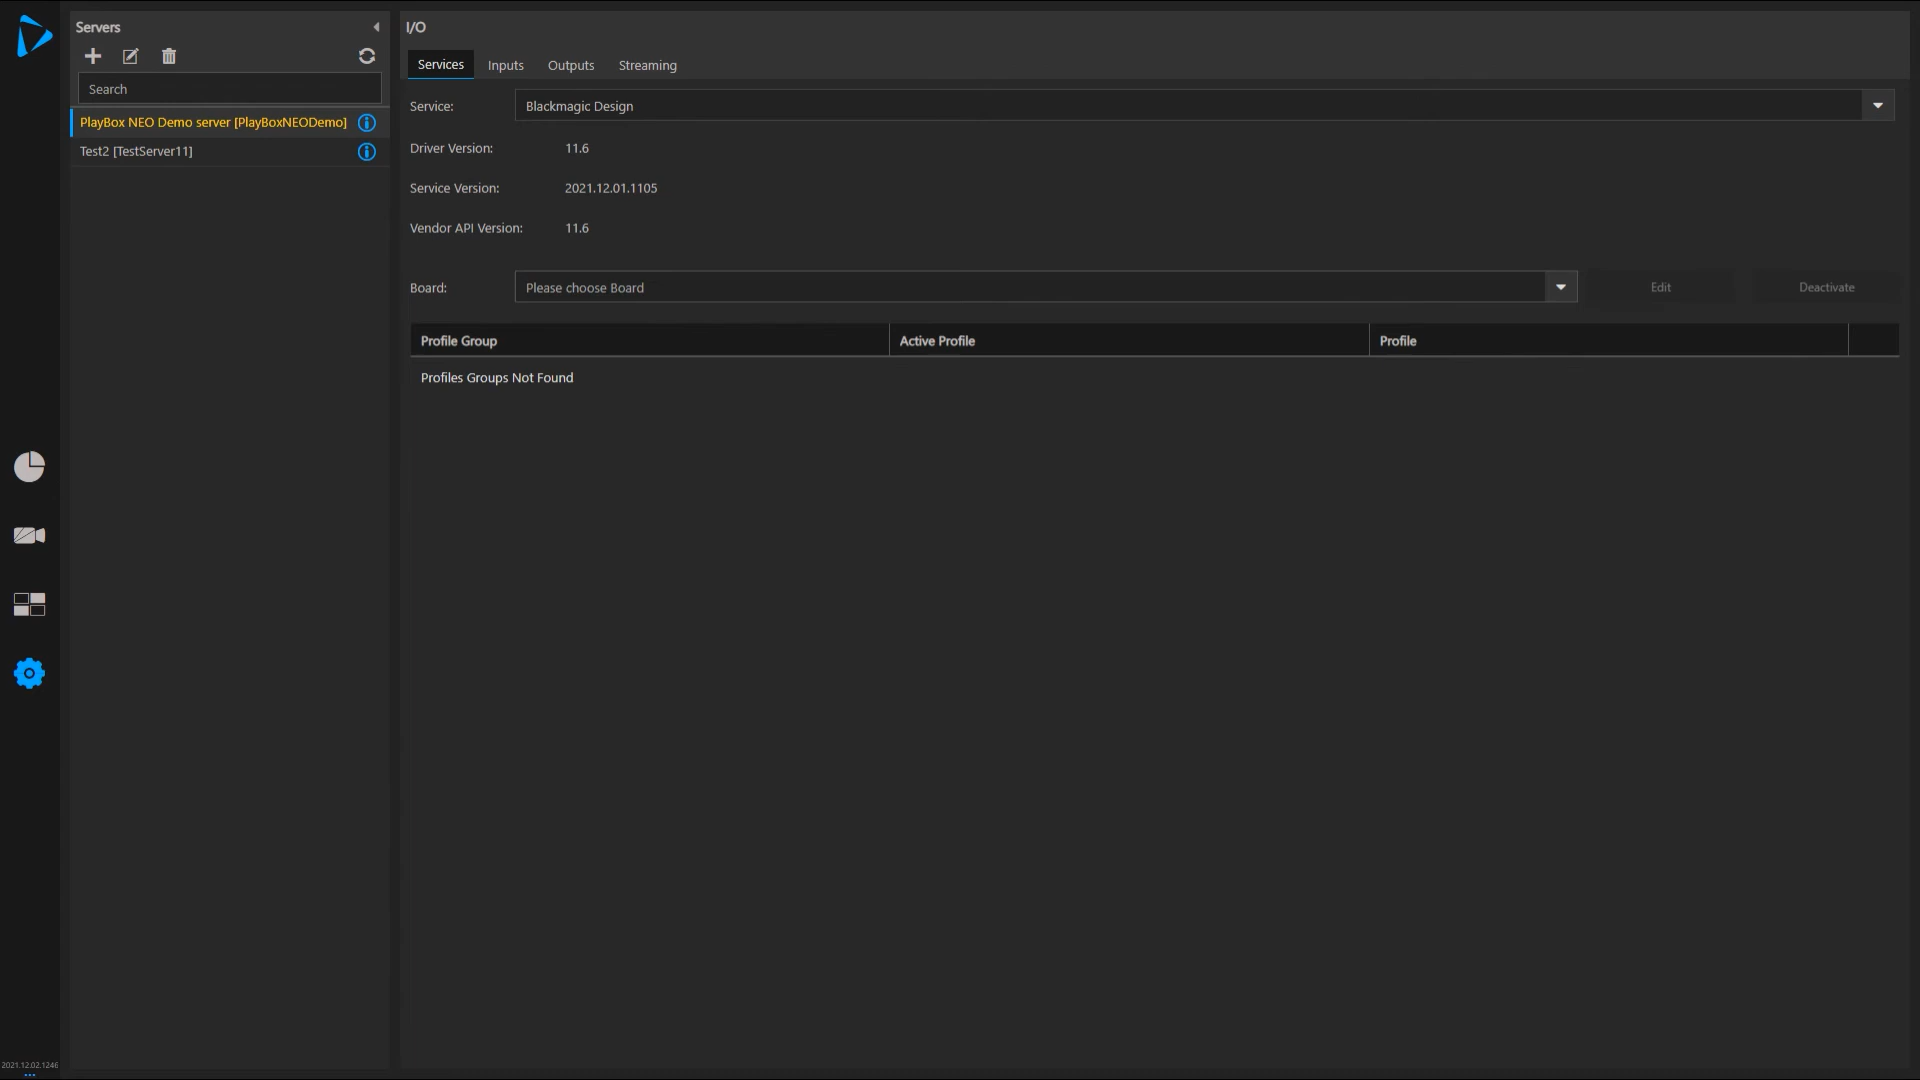 Servers
Search
PlayBox NEO Demo server [PlayBoxNEODemo]
Test2 [TestServer11]
I/O
Services Inputs Outputs Streaming
Service: Blackmagic Design
Driver Version: 11.6
Service Version: 2021.12.01.1105
Vendor API Version: 11.6
Board: Please choose Board Edit Deactivate
Profile Group Active Profile Profile
Profiles Groups Not Found
2021.12.02.1246